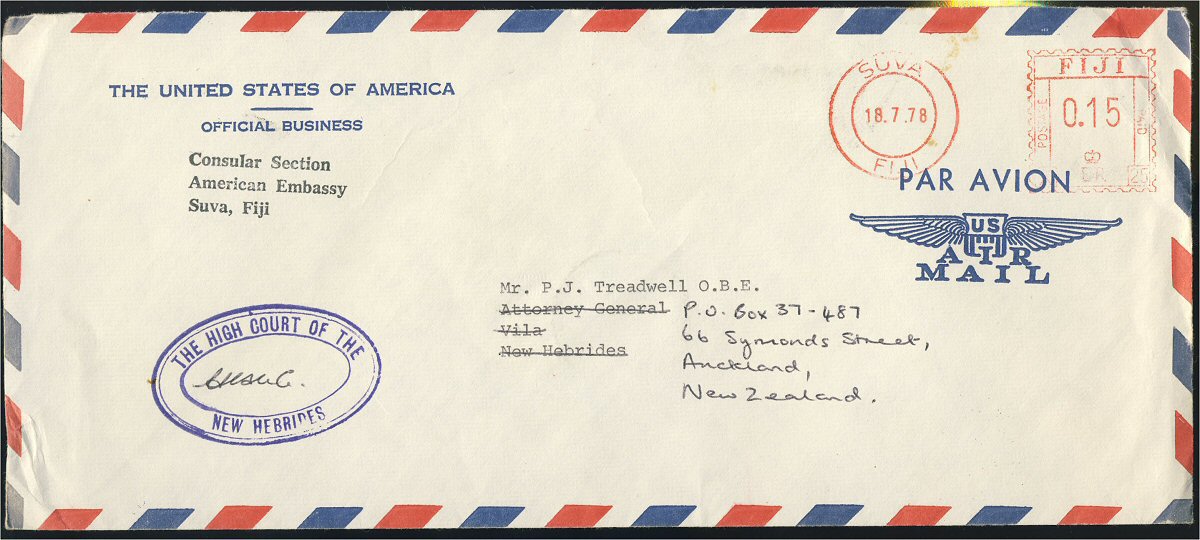 THE UNITED STATES OF AMERICA
OFFICIAL BUSINESS
Consular Section
American Embassy
Suva, Fiji
SUVA
18.7.78
FIJI
FIJI
POSTAGE
0.15
PAID
PAR AVION
US
AIR
MAIL
Mr. P.J. Treadwell O.B.E.
Attorney General
Vila
New Hebrides
P.O. Box 37-487
66 Symonds Street,
Auckland,
New Zealand.
THE HIGH COURT OF THE
NEW HEBRIDES